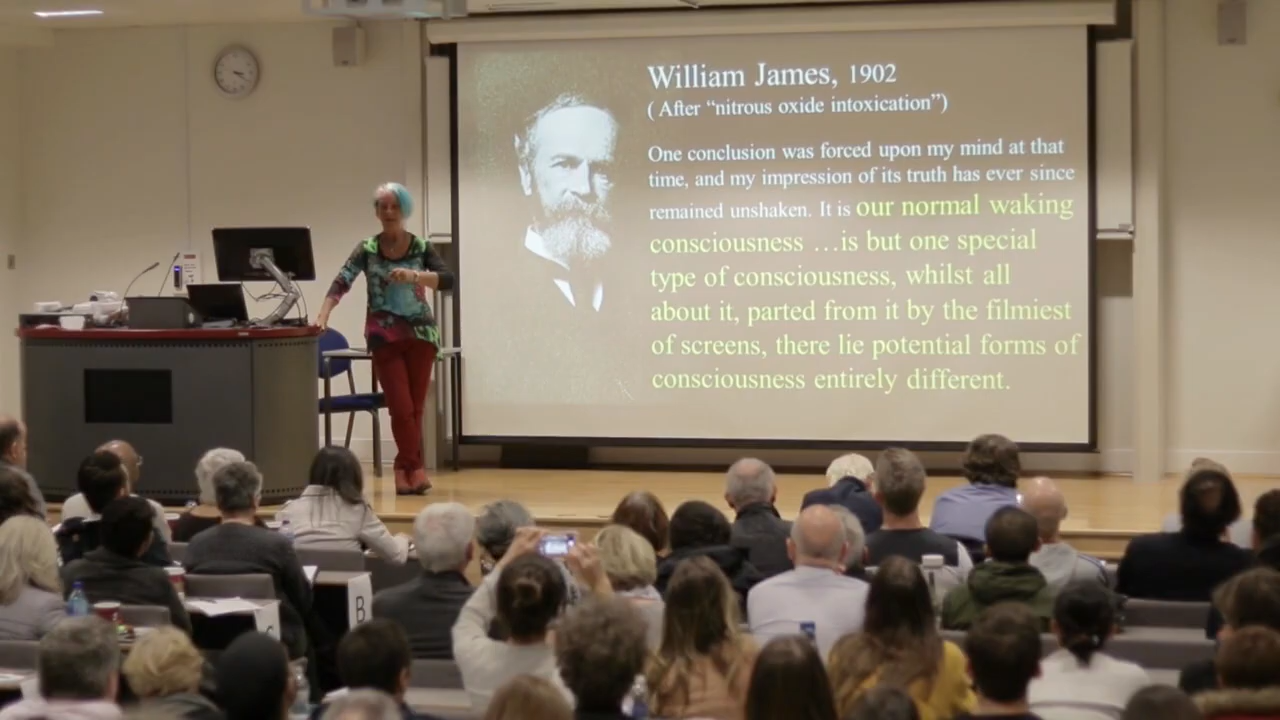 William James, 1902
( After “nitrous oxide intoxication”)
One conclusion was forced upon my mind at that
time, and my impression of its truth has ever since
remained unshaken. It is our normal waking
consciousness …is but one special
type of consciousness, whilst all
about it, parted from it by the filmiest
of screens, there lie potential forms of
consciousness entirely different.
B
C